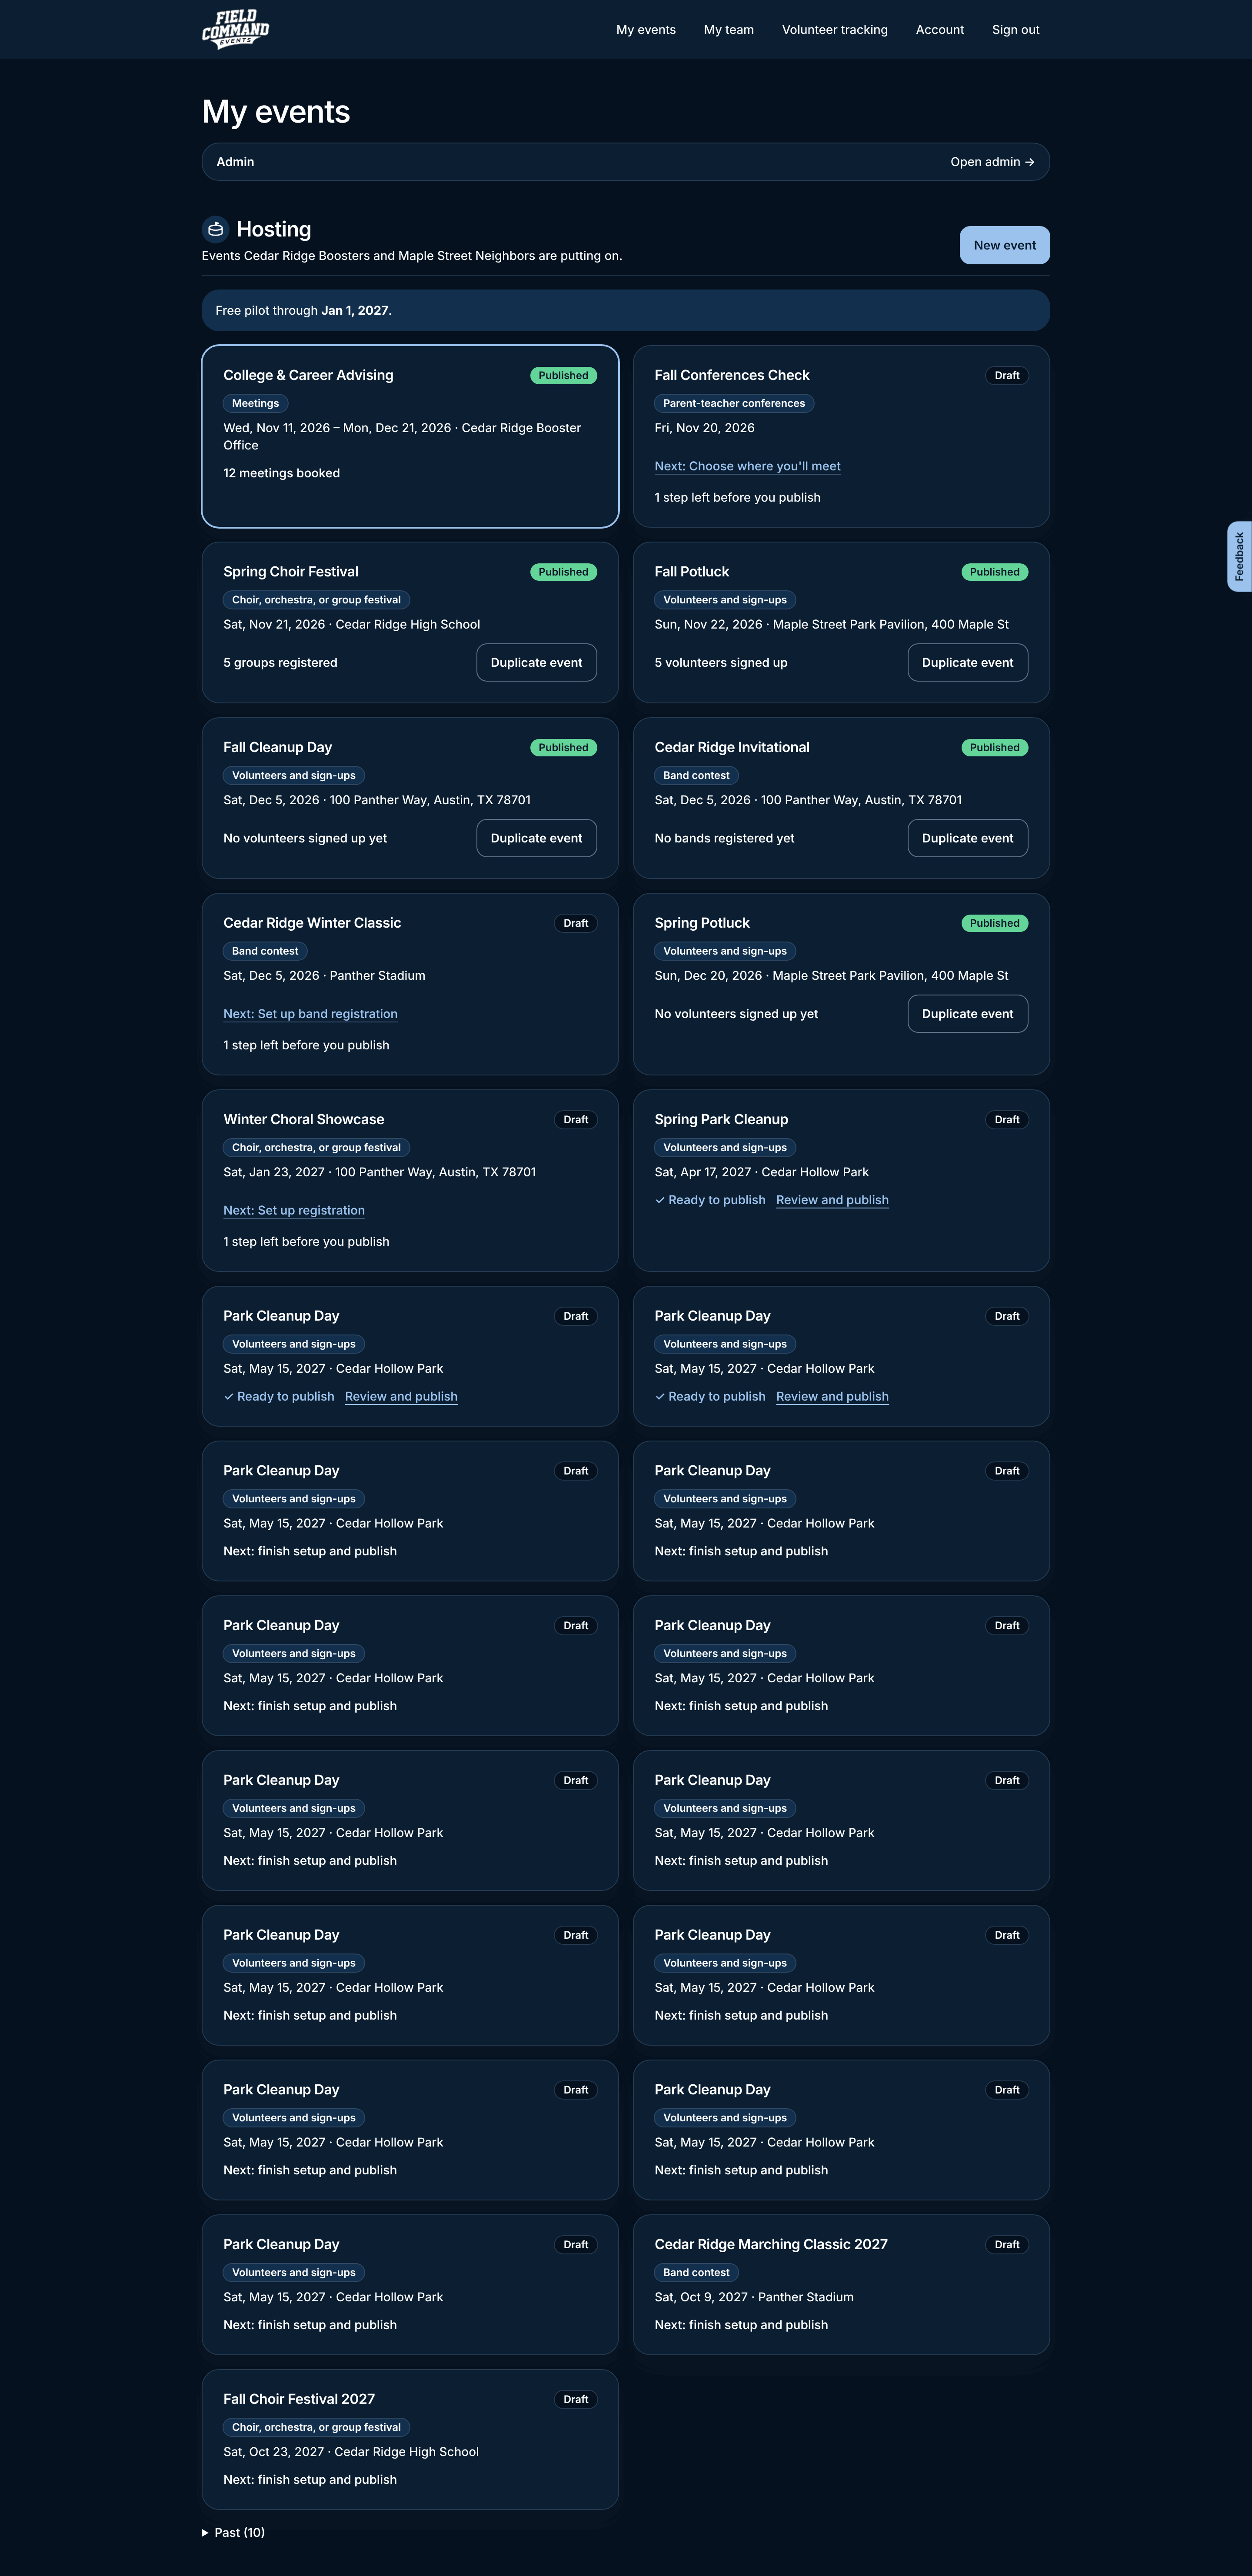 FIELD COMMAND EVENTS
My events
My team
Volunteer tracking
Account
Sign out
My events
Admin
Open admin →
Hosting
Events Cedar Ridge Boosters and Maple Street Neighbors are putting on.
New event
Free pilot through Jan 1, 2027.
College & Career Advising
Published
Meetings
Wed, Nov 11, 2026 – Mon, Dec 21, 2026 · Cedar Ridge Booster
Office
12 meetings booked
Fall Conferences Check
Draft
Parent-teacher conferences
Fri, Nov 20, 2026
Next: Choose where you'll meet
1 step left before you publish
Feedback
Spring Choir Festival
Published
Choir, orchestra, or group festival
Sat, Nov 21, 2026 · Cedar Ridge High School
5 groups registered
Duplicate event
Fall Potluck
Published
Volunteers and sign-ups
Sun, Nov 22, 2026 · Maple Street Park Pavilion, 400 Maple St
5 volunteers signed up
Duplicate event
Fall Cleanup Day
Published
Volunteers and sign-ups
Sat, Dec 5, 2026 · 100 Panther Way, Austin, TX 78701
No volunteers signed up yet
Duplicate event
Cedar Ridge Invitational
Published
Band contest
Sat, Dec 5, 2026 · 100 Panther Way, Austin, TX 78701
No bands registered yet
Duplicate event
Cedar Ridge Winter Classic
Draft
Band contest
Sat, Dec 5, 2026 · Panther Stadium
Next: Set up band registration
1 step left before you publish
Spring Potluck
Published
Volunteers and sign-ups
Sun, Dec 20, 2026 · Maple Street Park Pavilion, 400 Maple St
No volunteers signed up yet
Duplicate event
Winter Choral Showcase
Draft
Choir, orchestra, or group festival
Sat, Jan 23, 2027 · 100 Panther Way, Austin, TX 78701
Next: Set up registration
1 step left before you publish
Spring Park Cleanup
Draft
Volunteers and sign-ups
Sat, Apr 17, 2027 · Cedar Hollow Park
✓ Ready to publish Review and publish
Park Cleanup Day
Draft
Volunteers and sign-ups
Sat, May 15, 2027 · Cedar Hollow Park
✓ Ready to publish Review and publish
Park Cleanup Day
Draft
Volunteers and sign-ups
Sat, May 15, 2027 · Cedar Hollow Park
✓ Ready to publish Review and publish
Park Cleanup Day
Draft
Volunteers and sign-ups
Sat, May 15, 2027 · Cedar Hollow Park
Next: finish setup and publish
Park Cleanup Day
Draft
Volunteers and sign-ups
Sat, May 15, 2027 · Cedar Hollow Park
Next: finish setup and publish
Park Cleanup Day
Draft
Volunteers and sign-ups
Sat, May 15, 2027 · Cedar Hollow Park
Next: finish setup and publish
Park Cleanup Day
Draft
Volunteers and sign-ups
Sat, May 15, 2027 · Cedar Hollow Park
Next: finish setup and publish
Park Cleanup Day
Draft
Volunteers and sign-ups
Sat, May 15, 2027 · Cedar Hollow Park
Next: finish setup and publish
Park Cleanup Day
Draft
Volunteers and sign-ups
Sat, May 15, 2027 · Cedar Hollow Park
Next: finish setup and publish
Park Cleanup Day
Draft
Volunteers and sign-ups
Sat, May 15, 2027 · Cedar Hollow Park
Next: finish setup and publish
Park Cleanup Day
Draft
Volunteers and sign-ups
Sat, May 15, 2027 · Cedar Hollow Park
Next: finish setup and publish
Park Cleanup Day
Draft
Volunteers and sign-ups
Sat, May 15, 2027 · Cedar Hollow Park
Next: finish setup and publish
Park Cleanup Day
Draft
Volunteers and sign-ups
Sat, May 15, 2027 · Cedar Hollow Park
Next: finish setup and publish
Park Cleanup Day
Draft
Volunteers and sign-ups
Sat, May 15, 2027 · Cedar Hollow Park
Next: finish setup and publish
Cedar Ridge Marching Classic 2027
Draft
Band contest
Sat, Oct 9, 2027 · Panther Stadium
Next: finish setup and publish
Fall Choir Festival 2027
Draft
Choir, orchestra, or group festival
Sat, Oct 23, 2027 · Cedar Ridge High School
Next: finish setup and publish
Past (10)